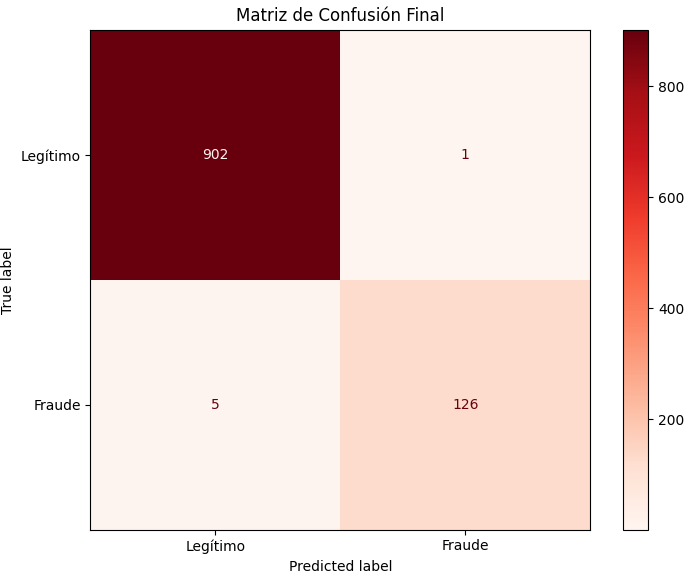 Matriz de Confusión Final
Legítimo
902
1
800
600
400
200
True label
Fraude
5
126
Legítimo
Fraude
Predicted label